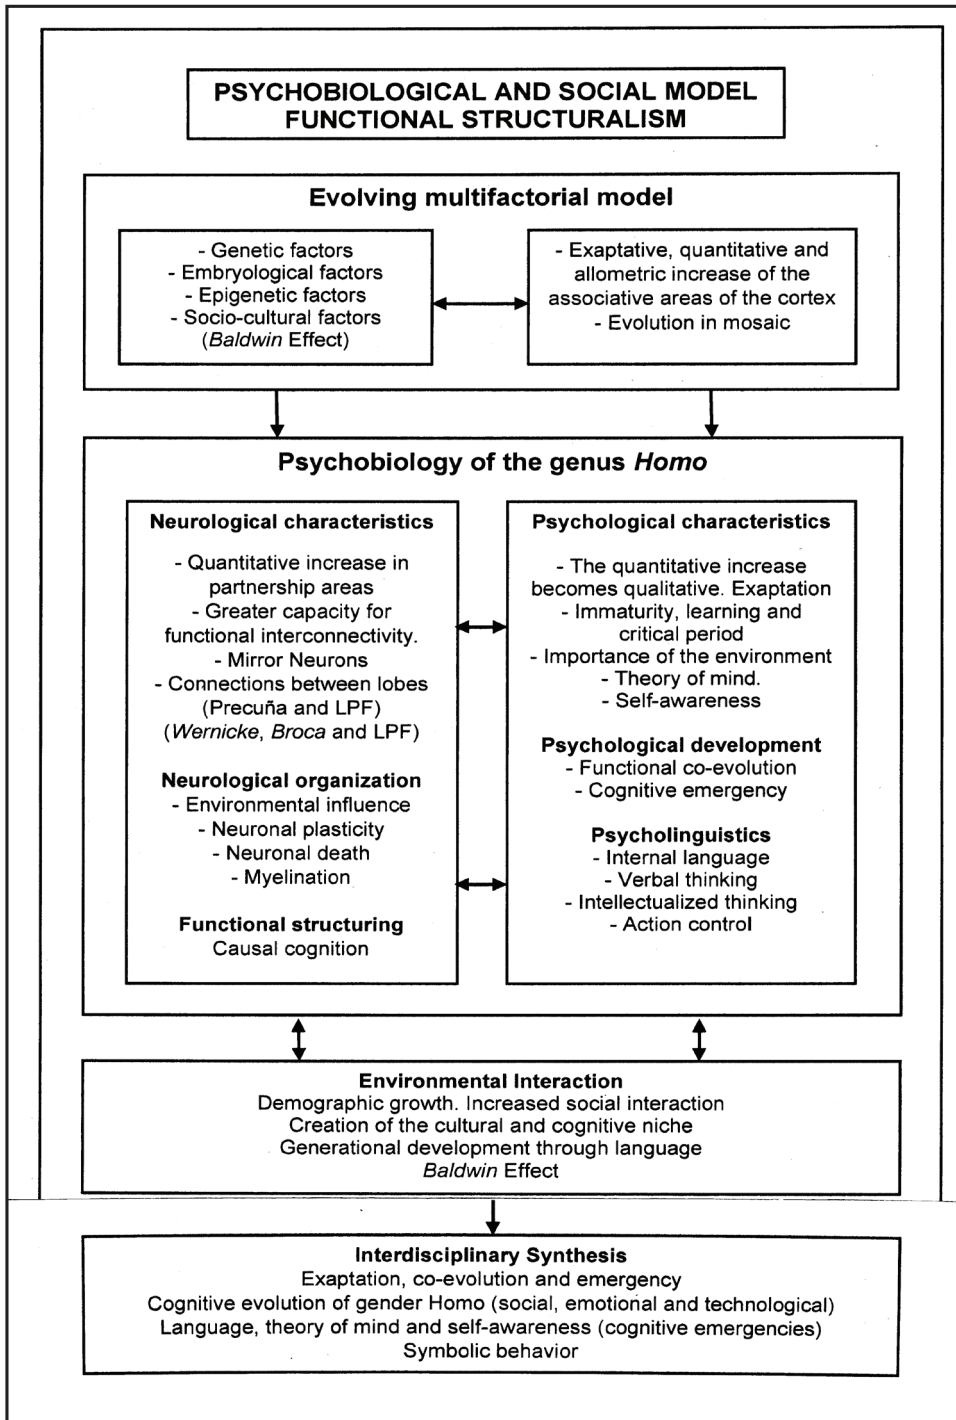 PSYCHOBIOLOGICAL AND SOCIAL MODEL
FUNCTIONAL STRUCTURALISM
Evolving multifactorial model
- Genetic factors
- Embryological factors
- Epigenetic factors
- Socio-cultural factors
(Baldwin Effect)
- Exaptative, quantitative and
allometric increase of the
associative areas of the cortex
- Evolution in mosaic
Psychobiology of the genus Homo
Neurological characteristics
- Quantitative increase in
partnership areas
- Greater capacity for
functional interconnectivity.
- Mirror Neurons
- Connections between lobes
(Precuña and LPF)
(Wernicke, Broca and LPF)
Neurological organization
- Environmental influence
- Neuronal plasticity
- Neuronal death
- Myelination
Functional structuring
Causal cognition
Psychological characteristics
- The quantitative increase
becomes qualitative. Exaptation
- Immaturity, learning and
critical period
- Importance of the environment
- Theory of mind.
- Self-awareness
Psychological development
- Functional co-evolution
- Cognitive emergency
Psycholinguistics
- Internal language
- Verbal thinking
- Intellectualized thinking
- Action control
Environmental Interaction
Demographic growth. Increased social interaction
Creation of the cultural and cognitive niche
Generational development through language
Baldwin Effect
Interdisciplinary Synthesis
Exaptation, co-evolution and emergency
Cognitive evolution of gender Homo (social, emotional and technological)
Language, theory of mind and self-awareness (cognitive emergencies)
Symbolic behavior